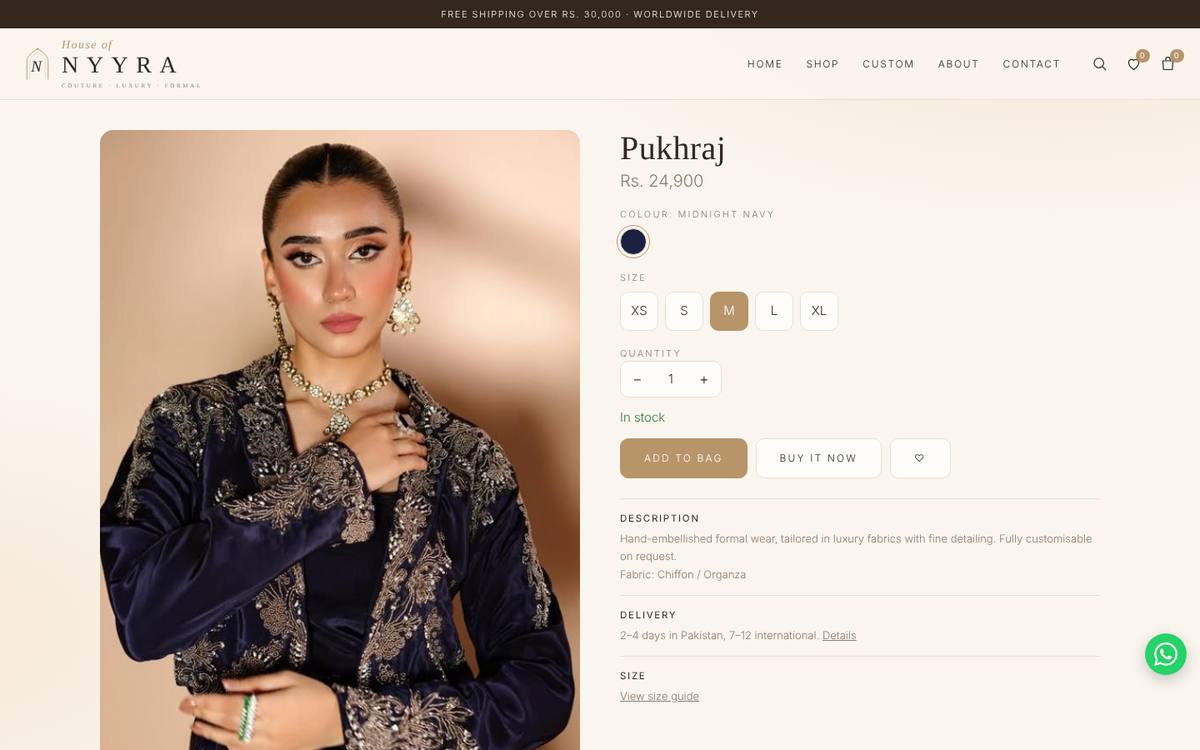 FREE SHIPPING OVER RS. 30,000 · WORLDWIDE DELIVERY
N
House of
NYYRA
COUTURE · LUXURY · FORMAL
HOME SHOP CUSTOM ABOUT CONTACT
0 0
Pukhraj
Rs. 24,900
COLOUR: MIDNIGHT NAVY
SIZE
XS S M L XL
QUANTITY
− 1 +
In stock
ADD TO BAG BUY IT NOW ♡
DESCRIPTION
Hand-embellished formal wear, tailored in luxury fabrics with fine detailing. Fully customisable
on request.
Fabric: Chiffon / Organza
DELIVERY
2–4 days in Pakistan, 7–12 international. Details
SIZE
View size guide